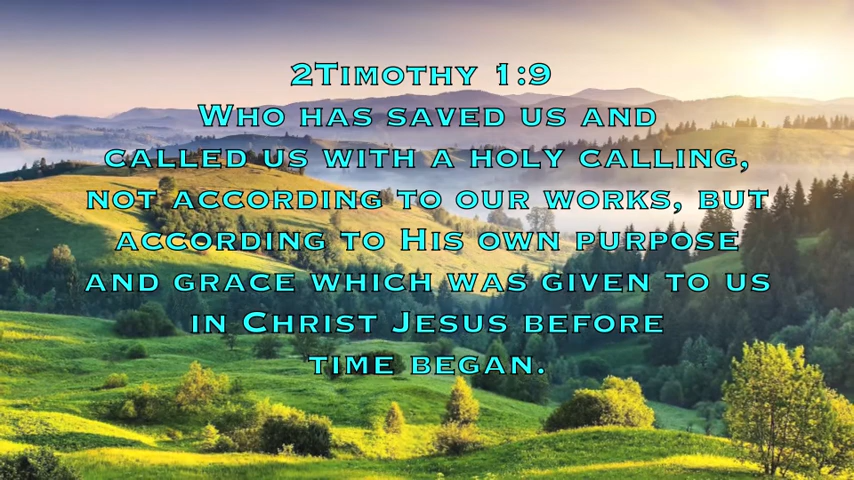 2Timothy 1:9
Who has saved us and
called us with a holy calling,
not according to our works, but
according to His own purpose
and grace which was given to us
in Christ Jesus before
time began.